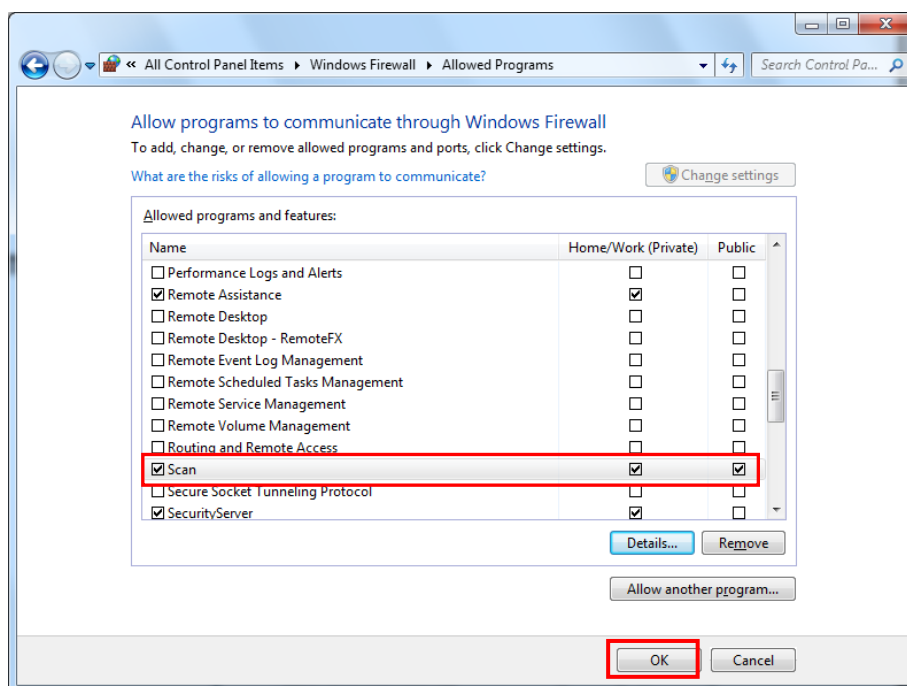 « All Control Panel Items ▸ Windows Firewall ▸ Allowed Programs Search Control Pa...
Allow programs to communicate through Windows Firewall
To add, change, or remove allowed programs and ports, click Change settings.
What are the risks of allowing a program to communicate? Change settings
Allowed programs and features:
Name Home/Work (Private) Public
Performance Logs and Alerts
Remote Assistance
Remote Desktop
Remote Desktop - RemoteFX
Remote Event Log Management
Remote Scheduled Tasks Management
Remote Service Management
Remote Volume Management
Routing and Remote Access
Scan
Secure Socket Tunneling Protocol
SecurityServer
Details... Remove
Allow another program...
OK Cancel